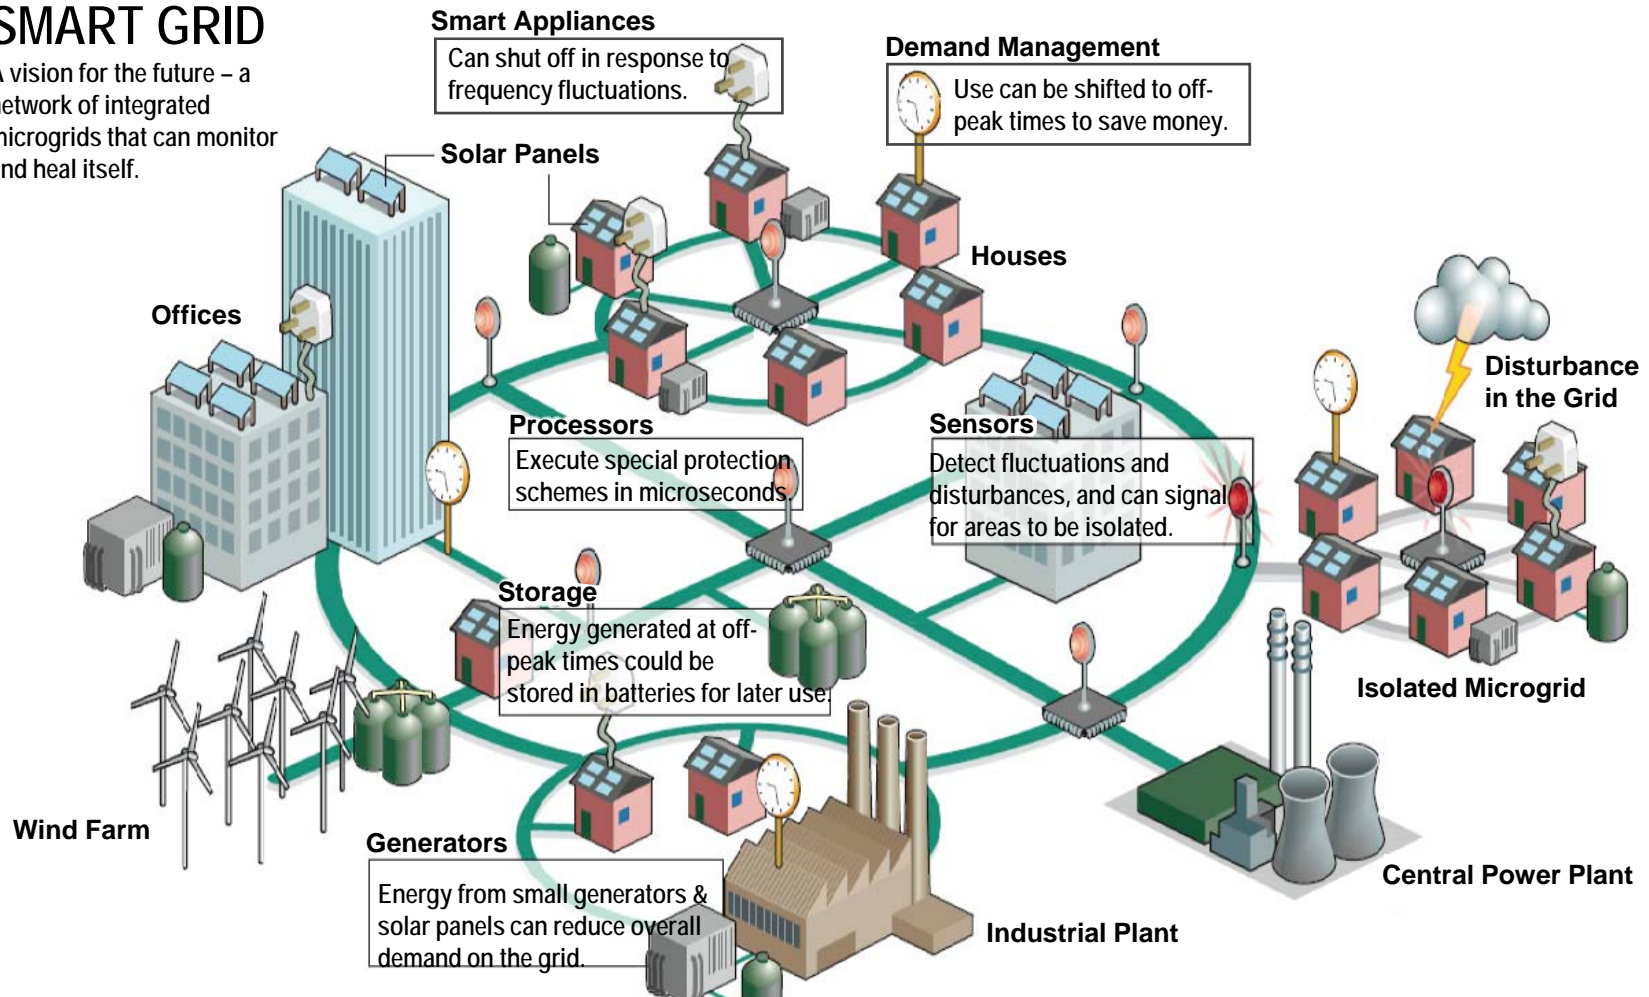 SMART GRID
A vision for the future – a
network of integrated
microgrids that can monitor
and heal itself.
Smart Appliances
Can shut off in response to
frequency fluctuations.
Demand Management
Use can be shifted to off-
peak times to save money.
Solar Panels
Houses
Offices
Disturbance
in the Grid
Processors
Execute special protection
schemes in microseconds.
Sensors
Detect fluctuations and
disturbances, and can signal
for areas to be isolated.
Storage
Energy generated at off-
peak times could be
stored in batteries for later use.
Isolated Microgrid
Wind Farm
Generators
Energy from small generators &
solar panels can reduce overall
demand on the grid.
Central Power Plant
Industrial Plant